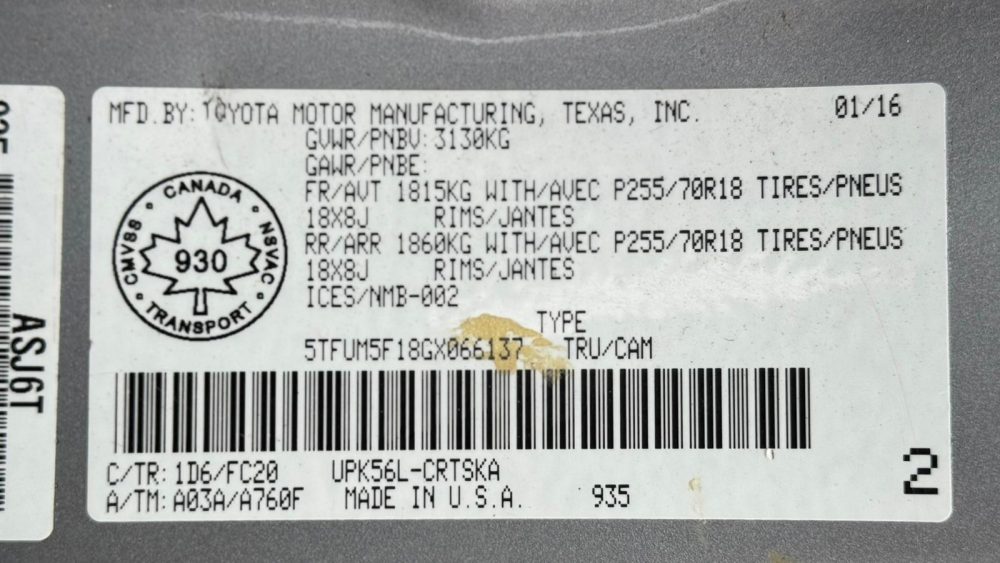 MFD.BY: TOYOTA MOTOR MANUFACTURING, TEXAS, INC. 01/16
GVWR/PNBV: 3130KG
GAWR/PNBE:
FR/AVT 1815KG WITH/AVEC P255/70R18 TIRES/PNEUS
18X8J RIMS/JANTES
RR/ARR 1860KG WITH/AVEC P255/70R18 TIRES/PNEUS
18X8J RIMS/JANTES
ICES/NMB-002
CANADA
CMVSS
NSVAC
930
TRANSPORT
TYPE
5TFUM5F18GX066137 TRU/CAM
C/TR: 1D6/FC20 UPK56L-CRTSKA
A/TM: A03A/A760F MADE IN U.S.A. 935
2
ASJ6T